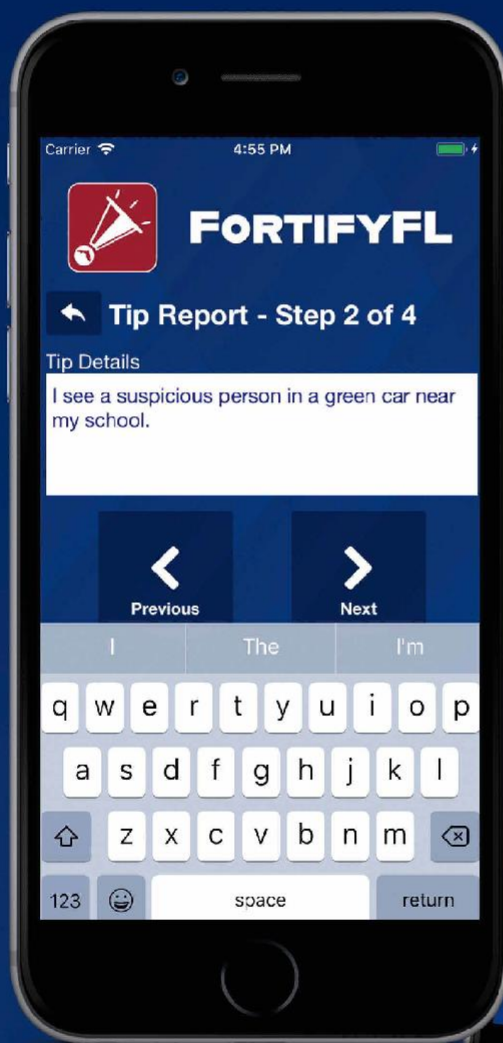 Carrier 4:55 PM
FORTIFYFL
Tip Report - Step 2 of 4
Tip Details
I see a suspicious person in a green car near
my school.
Previous Next
I The I'm
q w e r t y u i o p
a s d f g h j k l
z x c v b n m
123 space return